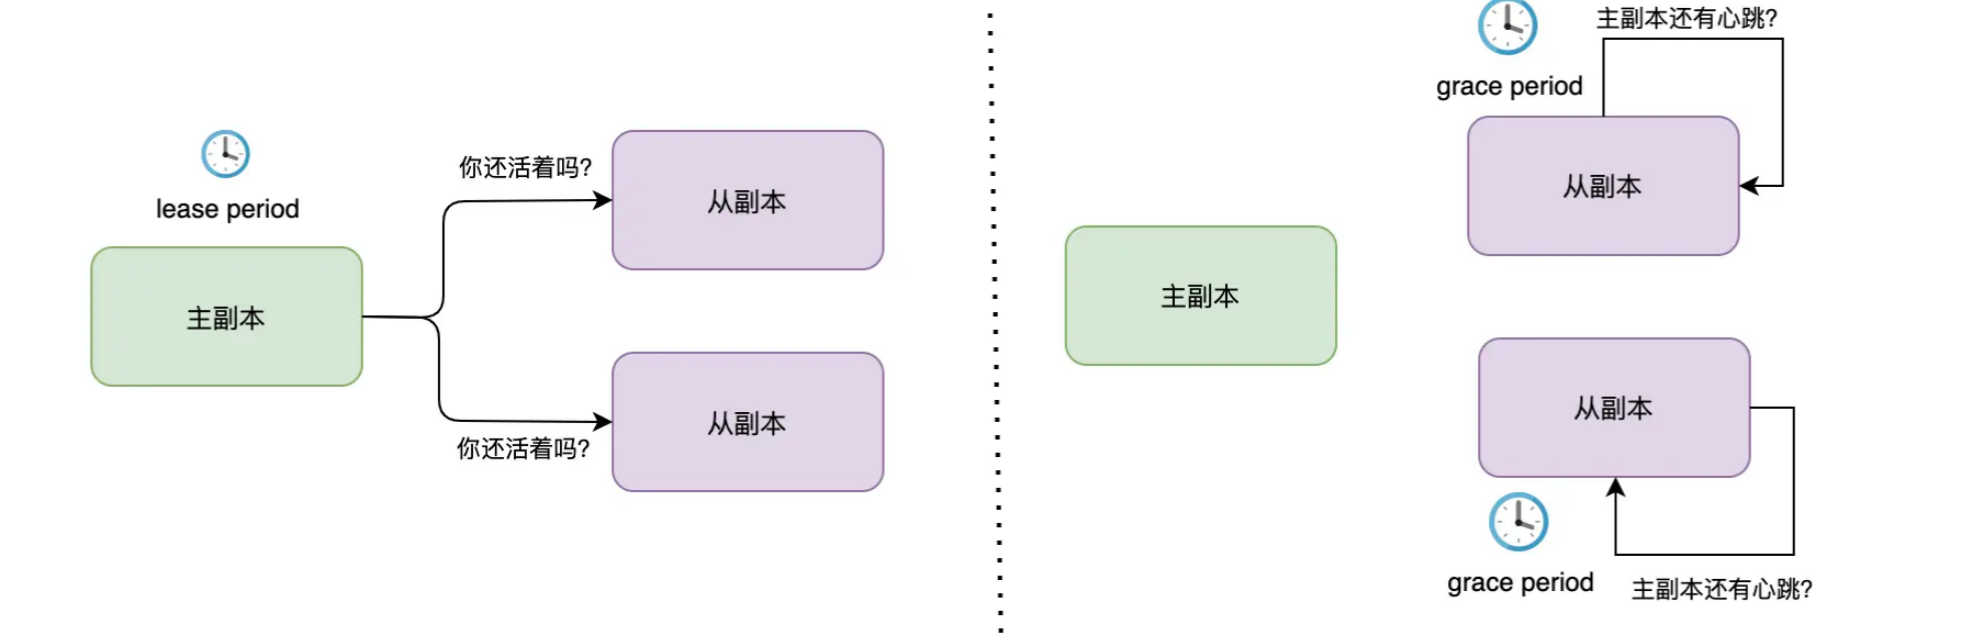 lease period
主副本
你还活着吗?
从副本
你还活着吗?
从副本
主副本还有心跳?
grace period
从副本
主副本
从副本
grace period
主副本还有心跳?